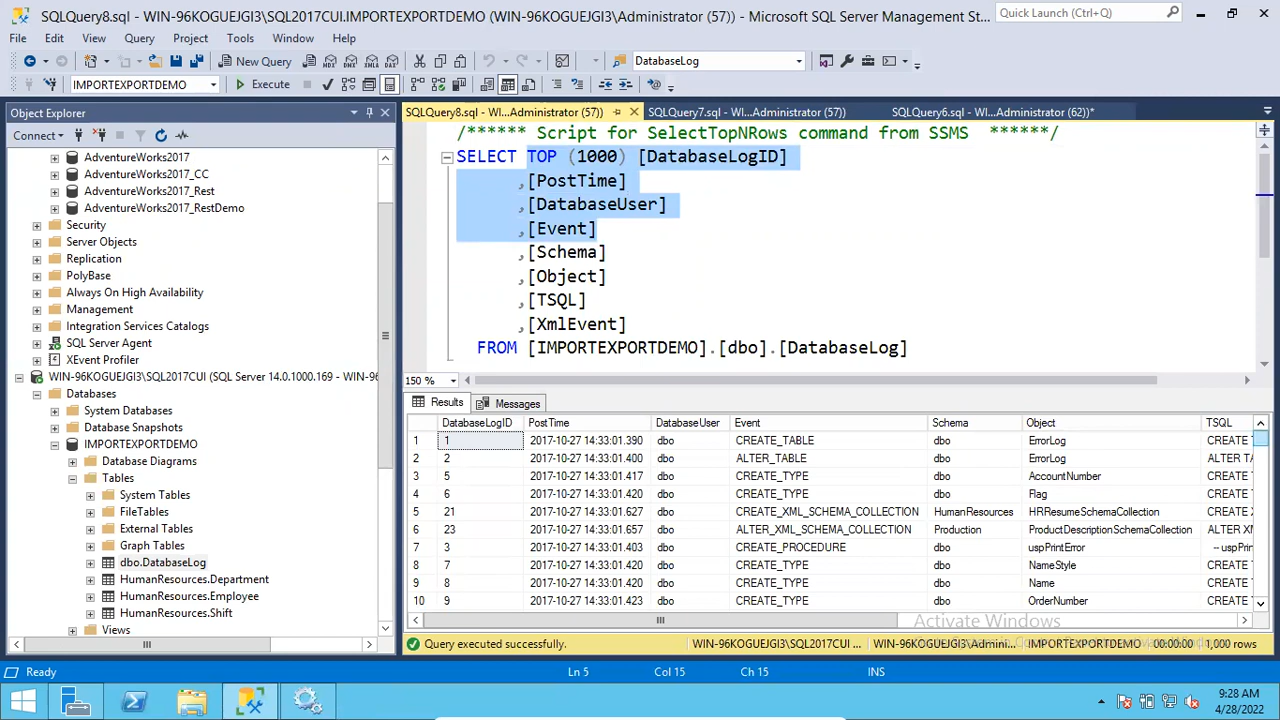 SQLQuery8.sql - WIN-96KOGUEJGI3\SQL2017CUI.IMPORTEXPORTDEMO (WIN-96KOGUEJGI3\Administrator (57)) - Microsoft SQL Server Management St...
Quick Launch (Ctrl+Q)
File Edit View Query Project Tools Window Help
New Query
DatabaseLog
IMPORTEXPORTDEMO
Execute
Object Explorer
SQLQuery8.sql - WI...Administrator (57))
SQLQuery7.sql - WI...Administrator (57))
SQLQuery6.sql - WI...Administrator (62))*
Connect
AdventureWorks2017
AdventureWorks2017_CC
AdventureWorks2017_Rest
AdventureWorks2017_RestDemo
Security
Server Objects
Replication
PolyBase
Always On High Availability
Management
Integration Services Catalogs
SQL Server Agent
XEvent Profiler
WIN-96KOGUEJGI3\SQL2017CUI (SQL Server 14.0.1000.169 - WIN-96
Databases
System Databases
Database Snapshots
IMPORTEXPORTDEMO
Database Diagrams
Tables
System Tables
FileTables
External Tables
Graph Tables
dbo.DatabaseLog
HumanResources.Department
HumanResources.Employee
HumanResources.Shift
Views
/****** Script for SelectTopNRows command from SSMS ******/
SELECT TOP (1000) [DatabaseLogID]
,[PostTime]
,[DatabaseUser]
,[Event]
,[Schema]
,[Object]
,[TSQL]
,[XmlEvent]
FROM [IMPORTEXPORTDEMO].[dbo].[DatabaseLog]
150 %
Results Messages
DatabaseLogID PostTime DatabaseUser Event Schema Object TSQL
1 1 2017-10-27 14:33:01.390 dbo CREATE_TABLE dbo ErrorLog CREATE T
2 2 2017-10-27 14:33:01.400 dbo ALTER_TABLE dbo ErrorLog ALTER TA
3 5 2017-10-27 14:33:01.417 dbo CREATE_TYPE dbo AccountNumber CREATE T
4 6 2017-10-27 14:33:01.420 dbo CREATE_TYPE dbo Flag CREATE T
5 21 2017-10-27 14:33:01.627 dbo CREATE_XML_SCHEMA_COLLECTION HumanResources HRResumeSchemaCollection CREATE X
6 23 2017-10-27 14:33:01.657 dbo ALTER_XML_SCHEMA_COLLECTION Production ProductDescriptionSchemaCollection ALTER XM
7 3 2017-10-27 14:33:01.403 dbo CREATE_PROCEDURE dbo uspPrintError -- uspPrin
8 7 2017-10-27 14:33:01.420 dbo CREATE_TYPE dbo NameStyle CREATE T
9 8 2017-10-27 14:33:01.420 dbo CREATE_TYPE dbo Name CREATE T
10 9 2017-10-27 14:33:01.423 dbo CREATE_TYPE dbo OrderNumber CREATE T
Activate Windows
Query executed successfully.
WIN-96KOGUEJGI3\SQL2017CUI ... WIN-96KOGUEJGI3\Admini... IMPORTEXPORTDEMO 00:00:00 1,000 rows
Ready Ln 5 Col 15 Ch 15 INS
9:28 AM
4/28/2022